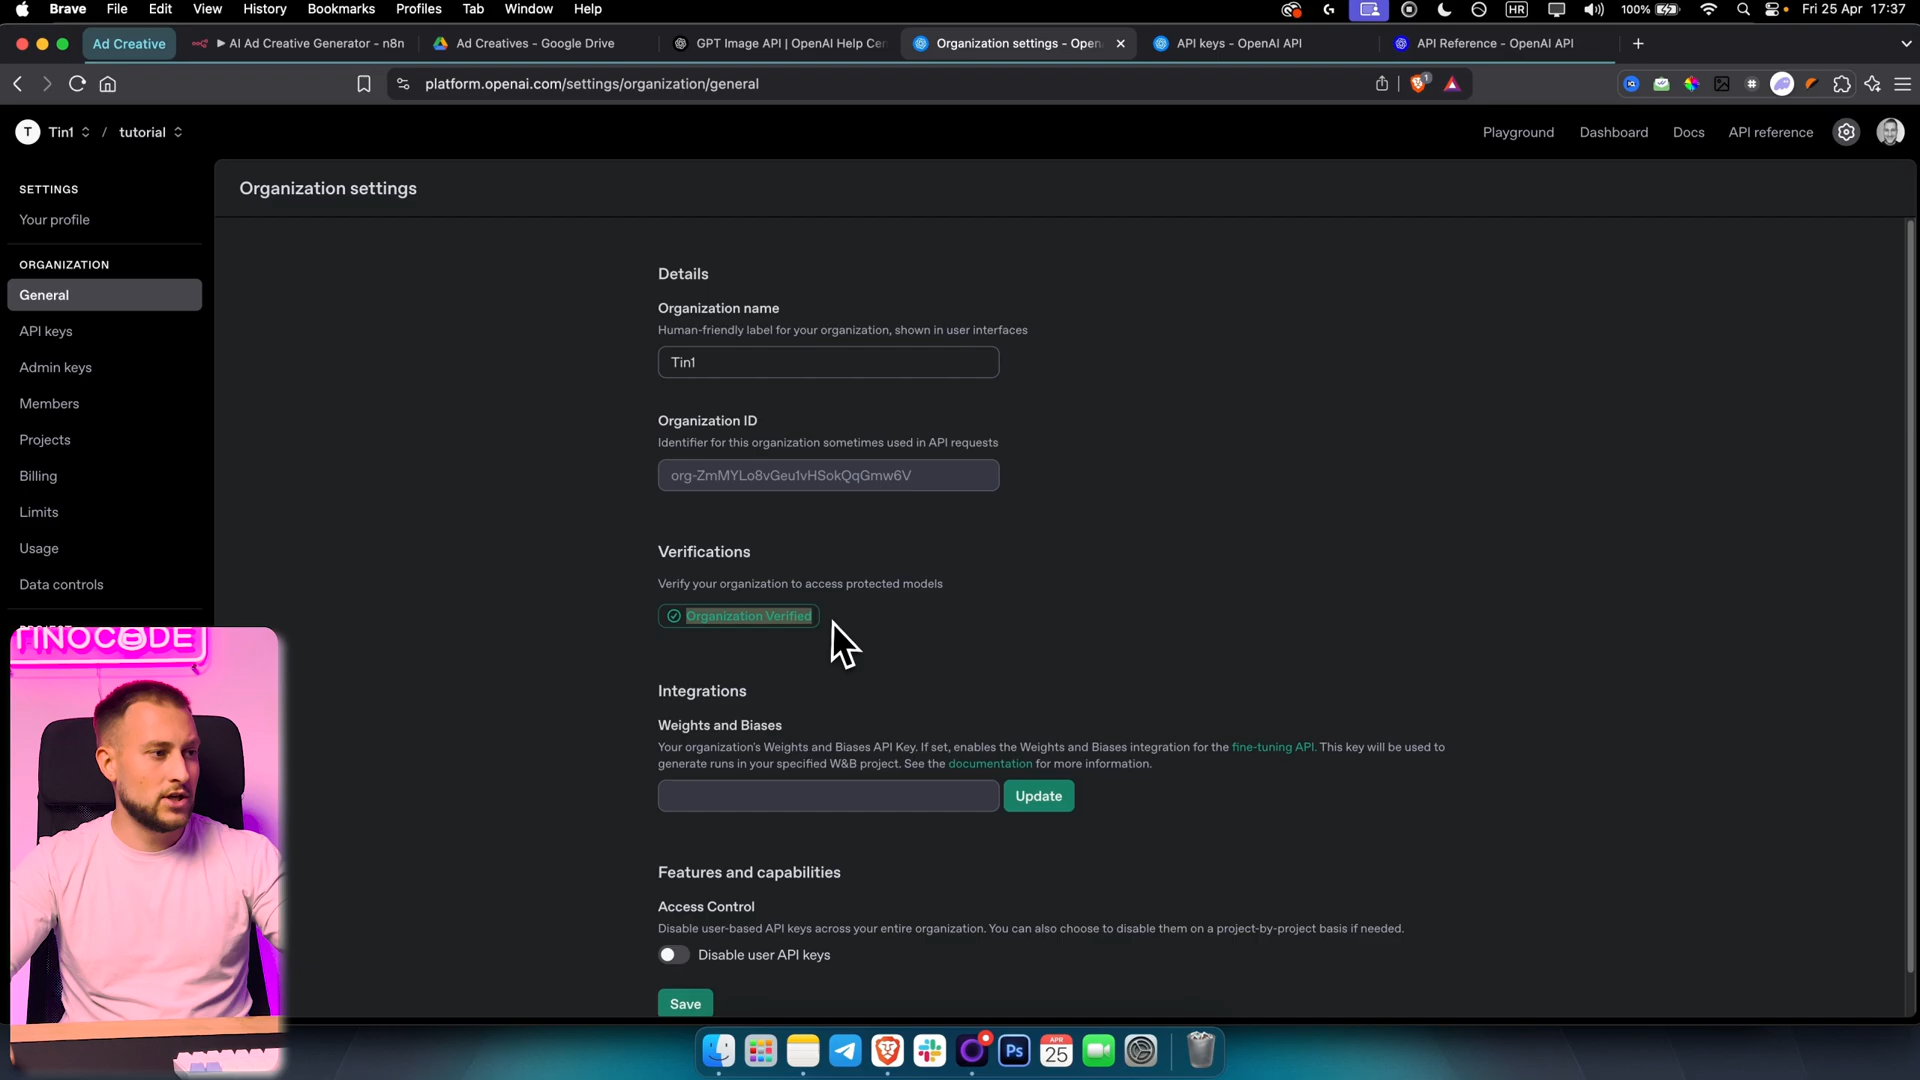 Brave File Edit View History Bookmarks Profiles Tab Window Help HR 100% Fri 25 Apr 17:37
Ad Creative ▶ AI Ad Creative Generator - n8n Ad Creatives - Google Drive GPT Image API | OpenAI Help Cen Organization settings - Open API keys - OpenAI API API Reference - OpenAI API
platform.openai.com/settings/organization/general 1
T Tin1 / tutorial Playground Dashboard Docs API reference
SETTINGS
Your profile
ORGANIZATION
General
API keys
Admin keys
Members
Projects
Billing
Limits
Usage
Data controls
Organization settings
Details
Organization name
Human-friendly label for your organization, shown in user interfaces
Tin1
Organization ID
Identifier for this organization sometimes used in API requests
org-ZmMYLo8vGeu1vHSokQqGmw6V
Verifications
Verify your organization to access protected models
Organization Verified
Integrations
Weights and Biases
Your organization's Weights and Biases API Key. If set, enables the Weights and Biases integration for the fine-tuning API. This key will be used to
generate runs in your specified W&B project. See the documentation for more information.
Update
Features and capabilities
Access Control
Disable user-based API keys across your entire organization. You can also choose to disable them on a project-by-project basis if needed.
Disable user API keys
Save
TINOCODE
Ps
APR
25